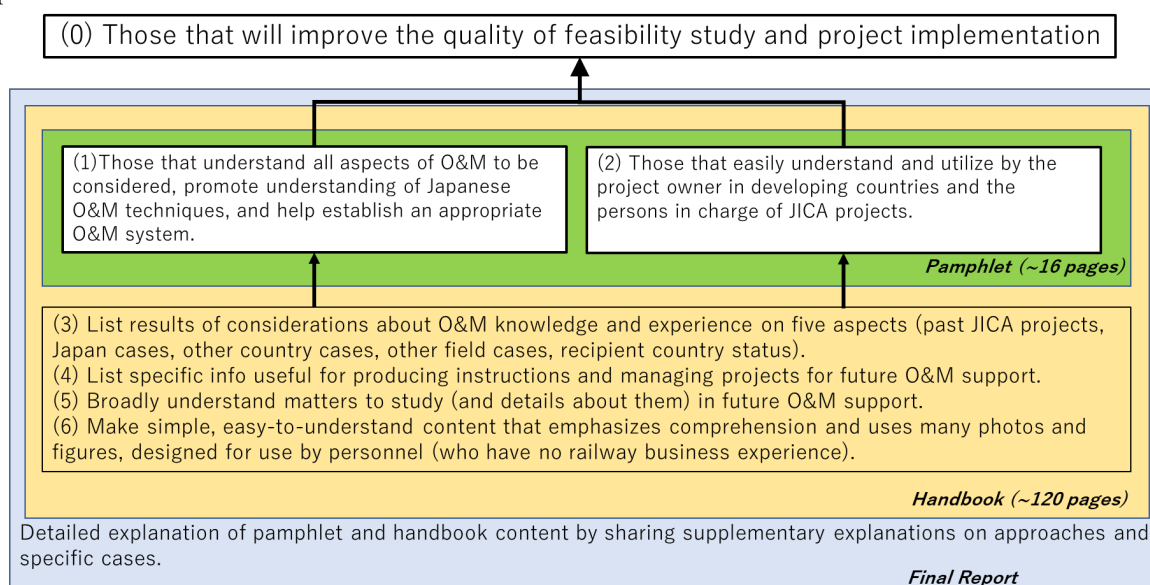 (0) Those that will improve the quality of feasibility study and project implementation
(1)Those that understand all aspects of O&M to be
considered, promote understanding of Japanese
O&M techniques, and help establish an appropriate
O&M system.
(2) Those that easily understand and utilize by the
project owner in developing countries and the
persons in charge of JICA projects.
Pamphlet (~16 pages)
(3) List results of considerations about O&M knowledge and experience on five aspects (past JICA projects,
Japan cases, other country cases, other field cases, recipient country status).
(4) List specific info useful for producing instructions and managing projects for future O&M support.
(5) Broadly understand matters to study (and details about them) in future O&M support.
(6) Make simple, easy-to-understand content that emphasizes comprehension and uses many photos and
figures, designed for use by personnel (who have no railway business experience).
Handbook (~120 pages)
Detailed explanation of pamphlet and handbook content by sharing supplementary explanations on approaches and
specific cases.
Final Report